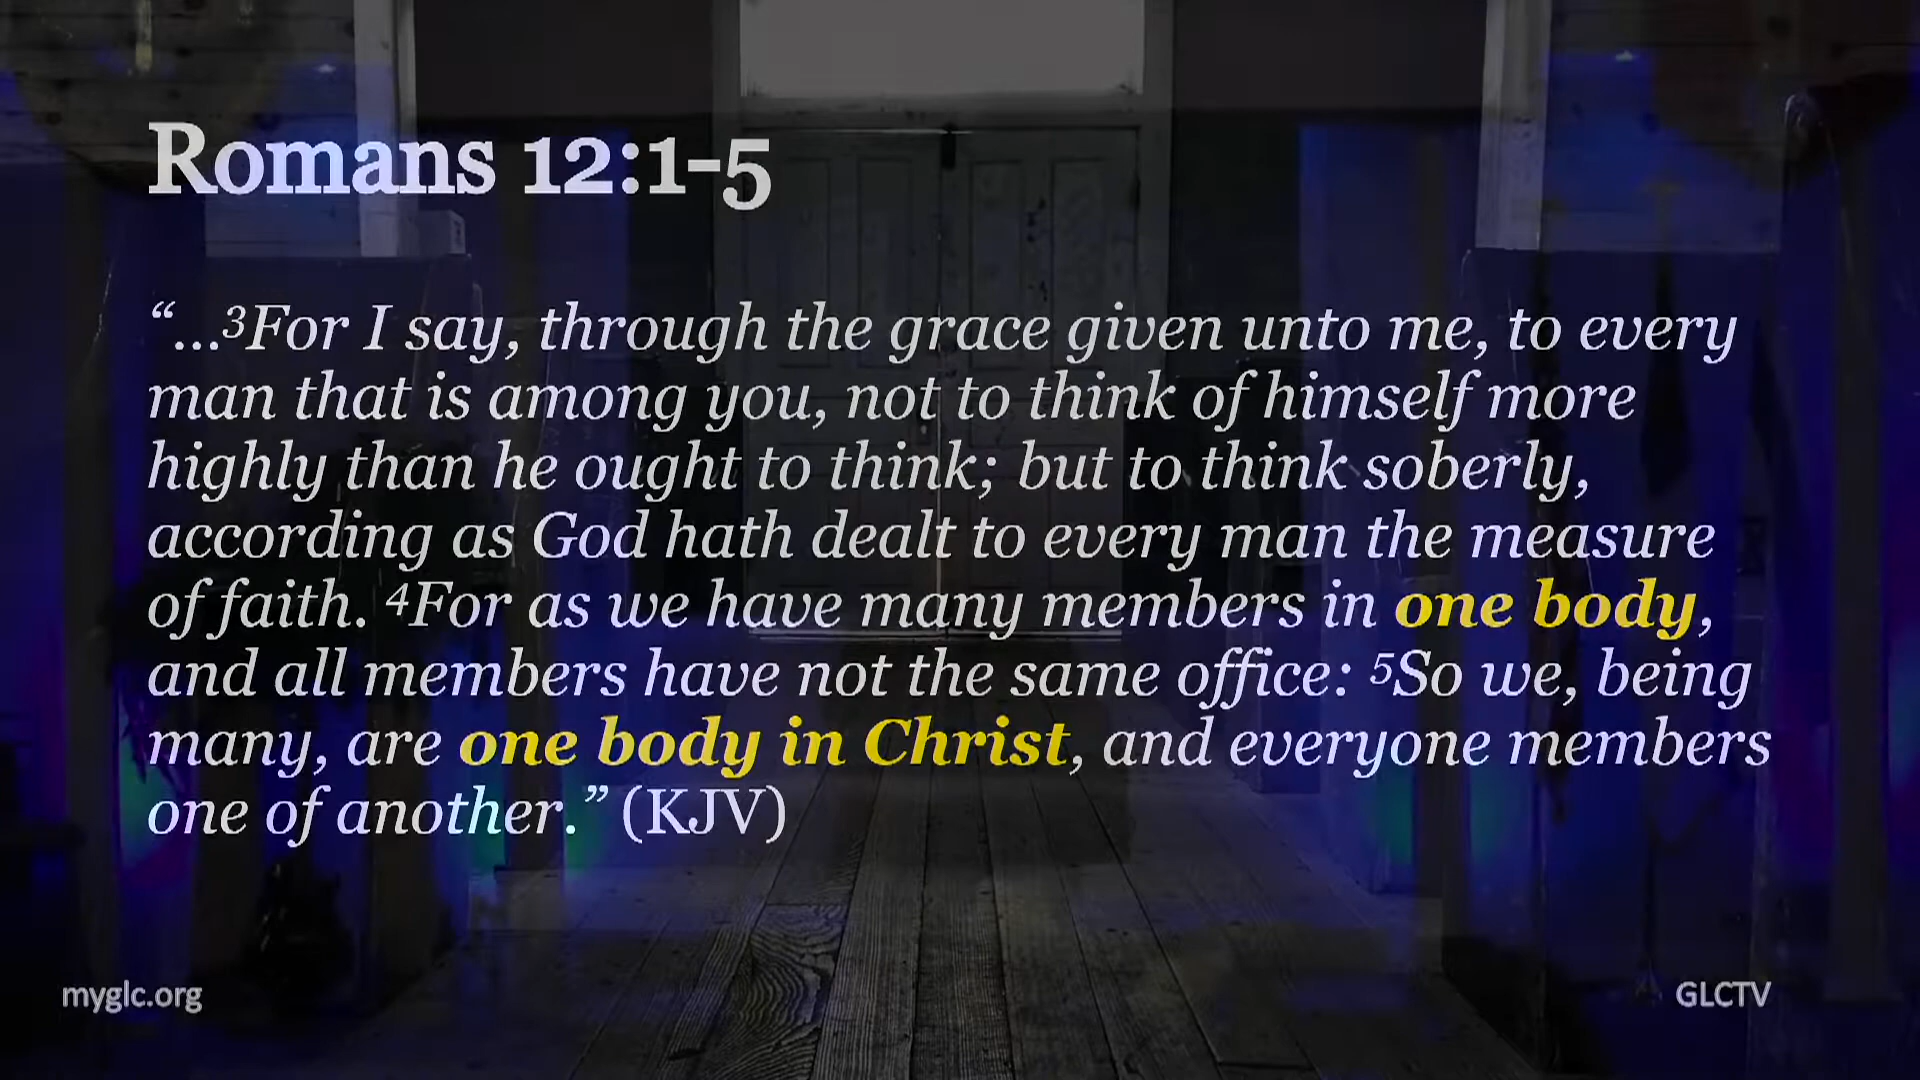 Romans 12:1-5
“...³For I say, through the grace given unto me, to every
man that is among you, not to think of himself more
highly than he ought to think; but to think soberly,
according as God hath dealt to every man the measure
of faith. ⁴For as we have many members in one body,
and all members have not the same office: ⁵So we, being
many, are one body in Christ, and everyone members
one of another.” (KJV)
myglc.org
GLCTV